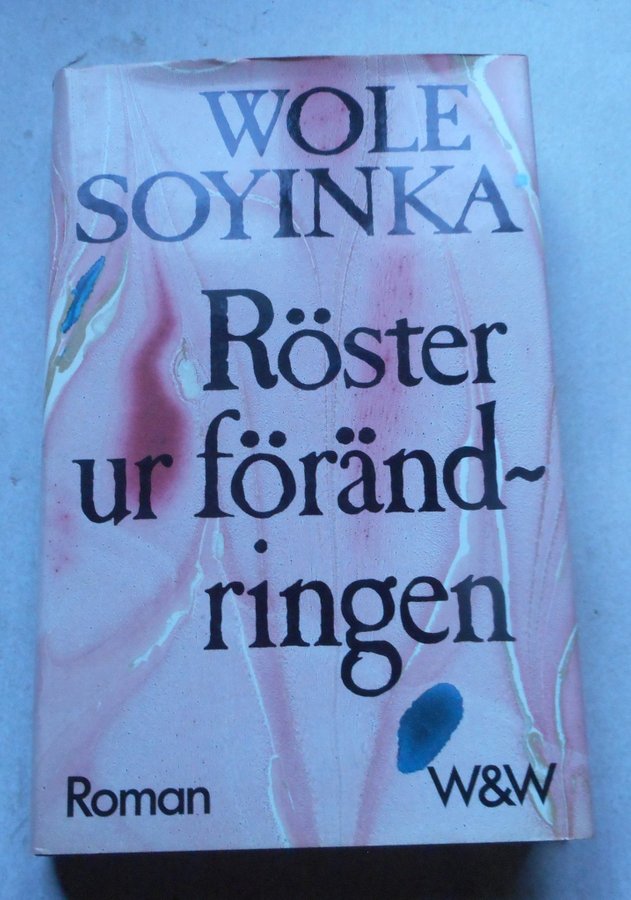 WOLE
SOYINKA
Röster
ur föränd~
ringen
Roman
W&W